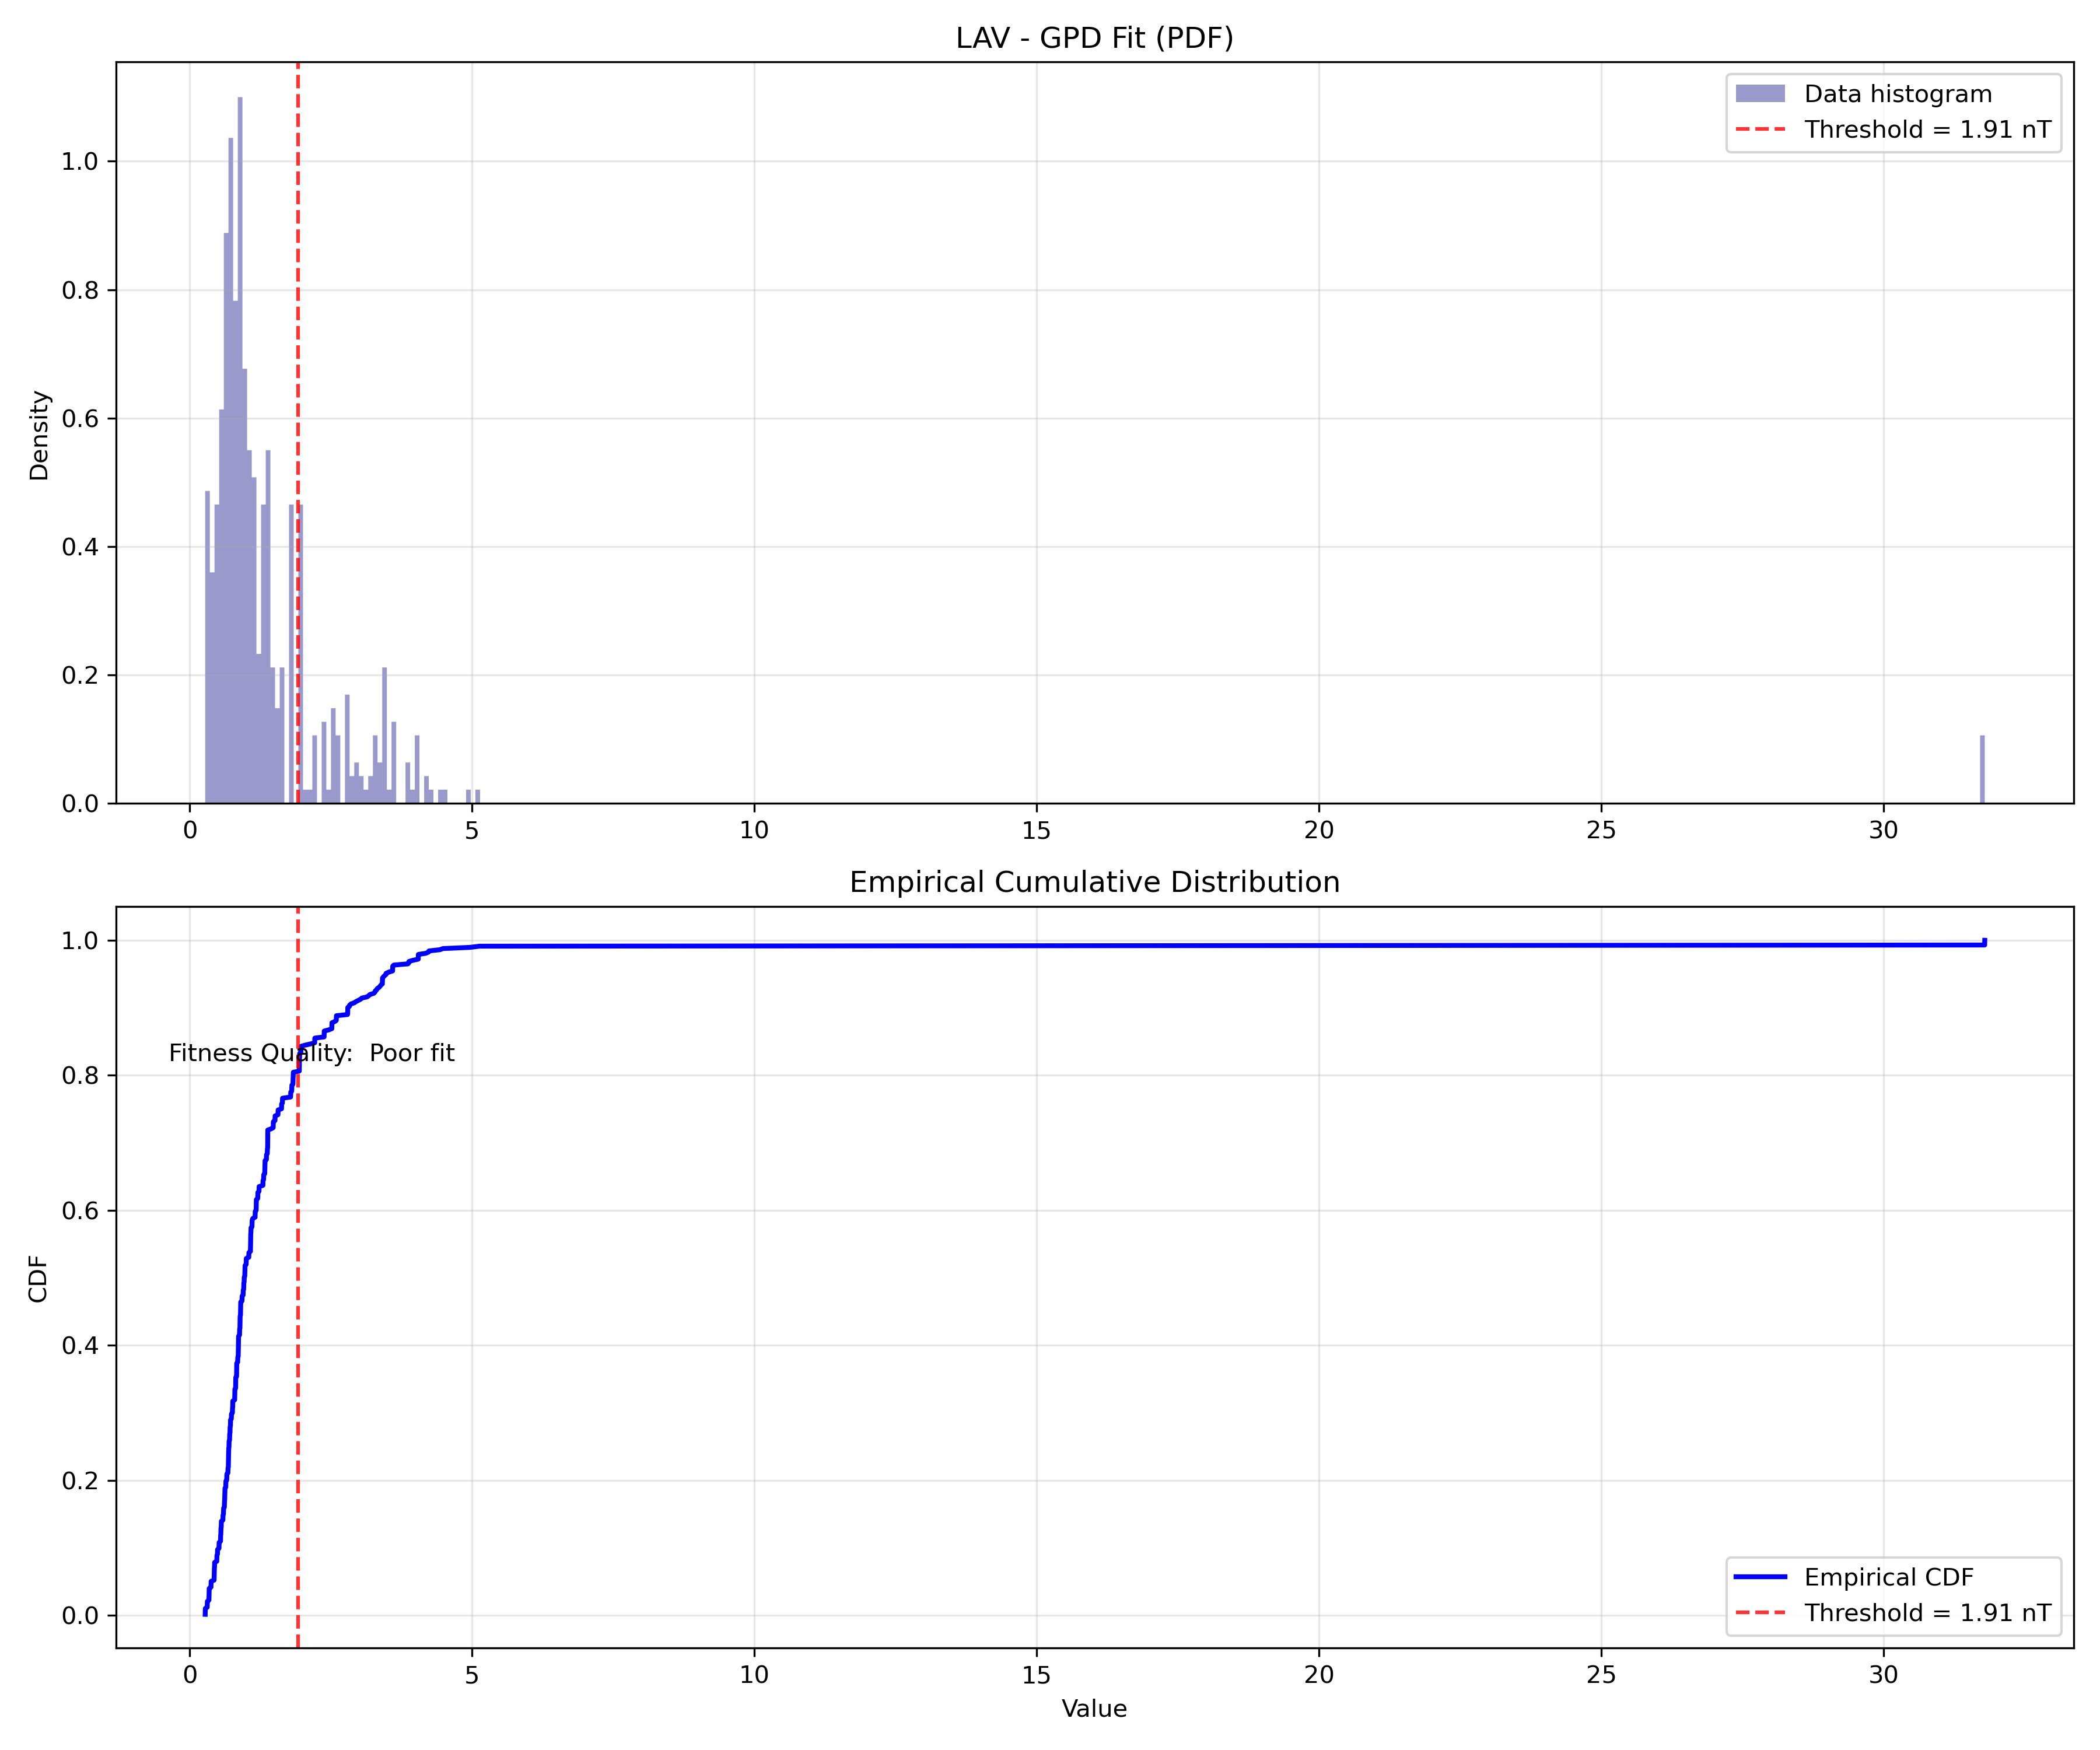 LAV - GPD Fit (PDF)
Data histogram
Threshold = 1.91 nT
Density
1.0
0.8
0.6
0.4
0.2
0.0
0 5 10 15 20 25 30
Empirical Cumulative Distribution
Fitness Quality:  Poor fit
CDF
1.0
0.8
0.6
0.4
0.2
0.0
Empirical CDF
Threshold = 1.91 nT
0 5 10 15 20 25 30
Value